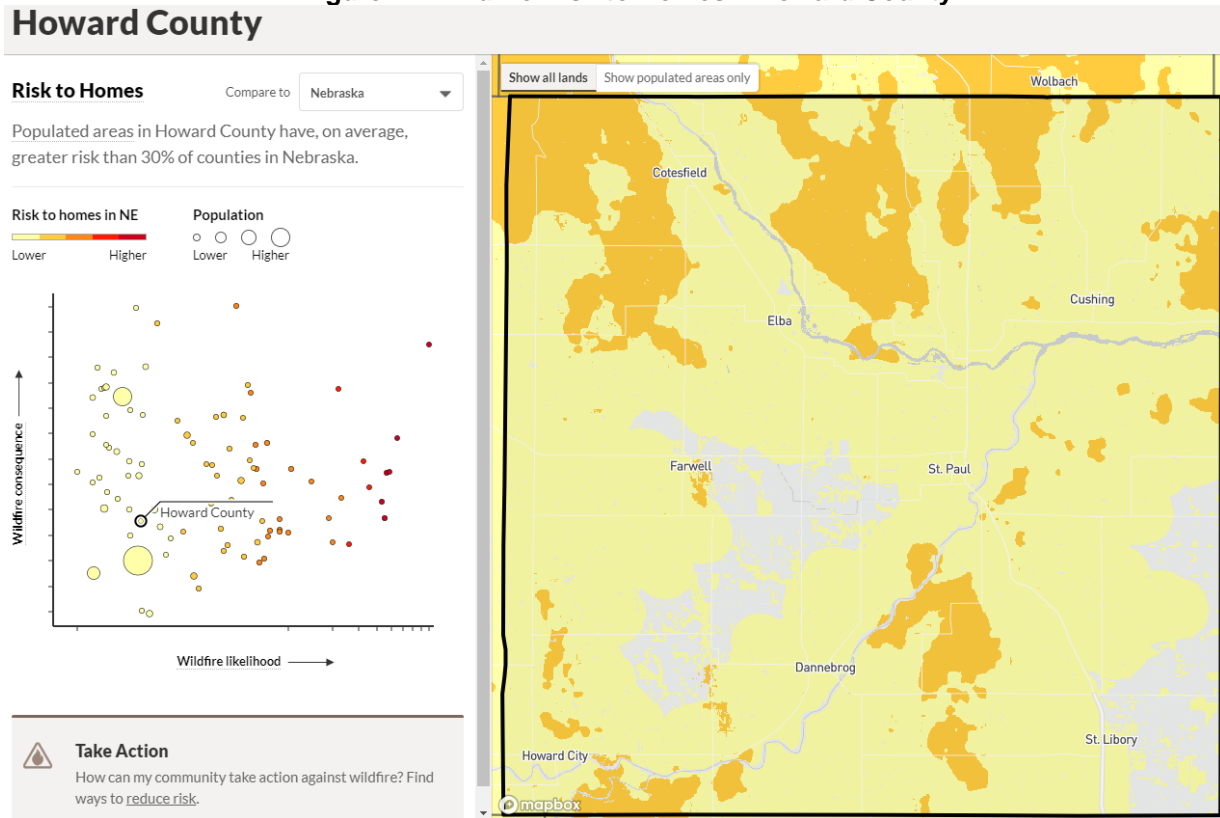 Howard County
Risk to Homes
Compare to
Nebraska
Populated areas in Howard County have, on average,
greater risk than 30% of counties in Nebraska.
Risk to homes in NE
Population
Lower
Higher
Lower
Higher
Wildfire consequence
Howard County
Wildfire likelihood
Take Action
How can my community take action against wildfire? Find
ways to reduce risk.
Show all lands
Show populated areas only
Wolbach
Cotesfield
Cushing
Elba
Farwell
St. Paul
Dannebrog
St. Libory
Howard City
mapbox